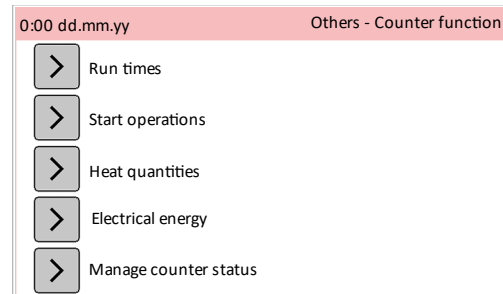 0:00 dd.mm.yy Others - Counter function
Run times
Start operations
Heat quantities
Electrical energy
Manage counter status